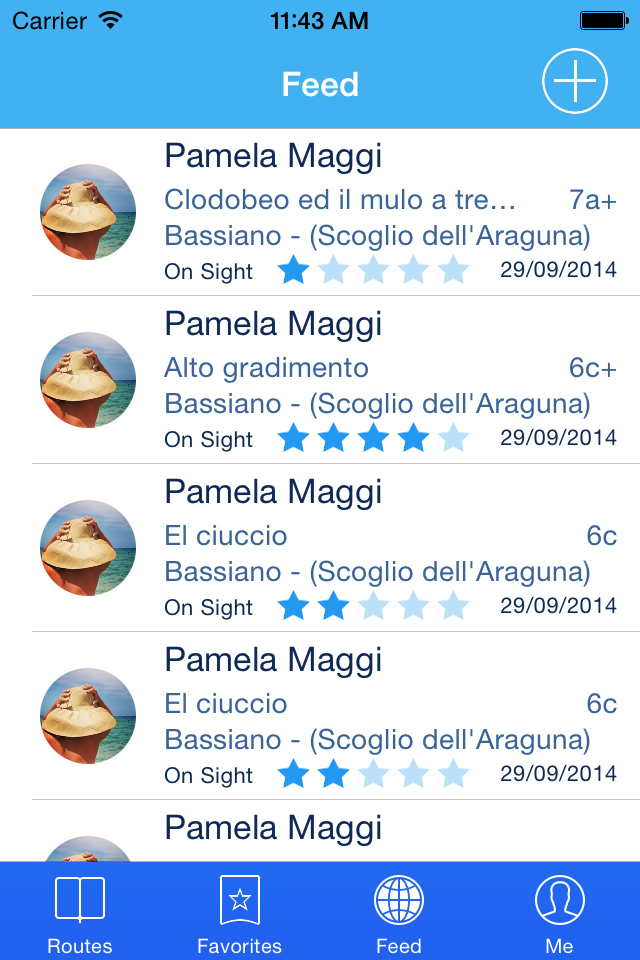 Carrier 11:43 AM
Feed
Pamela Maggi
Clodobeo ed il mulo a tre… 7a+
Bassiano - (Scoglio dell'Araguna)
On Sight 29/09/2014
Pamela Maggi
Alto gradimento 6c+
Bassiano - (Scoglio dell'Araguna)
On Sight 29/09/2014
Pamela Maggi
El ciuccio 6c
Bassiano - (Scoglio dell'Araguna)
On Sight 29/09/2014
Pamela Maggi
El ciuccio 6c
Bassiano - (Scoglio dell'Araguna)
On Sight 29/09/2014
Pamela Maggi
Routes Favorites Feed Me